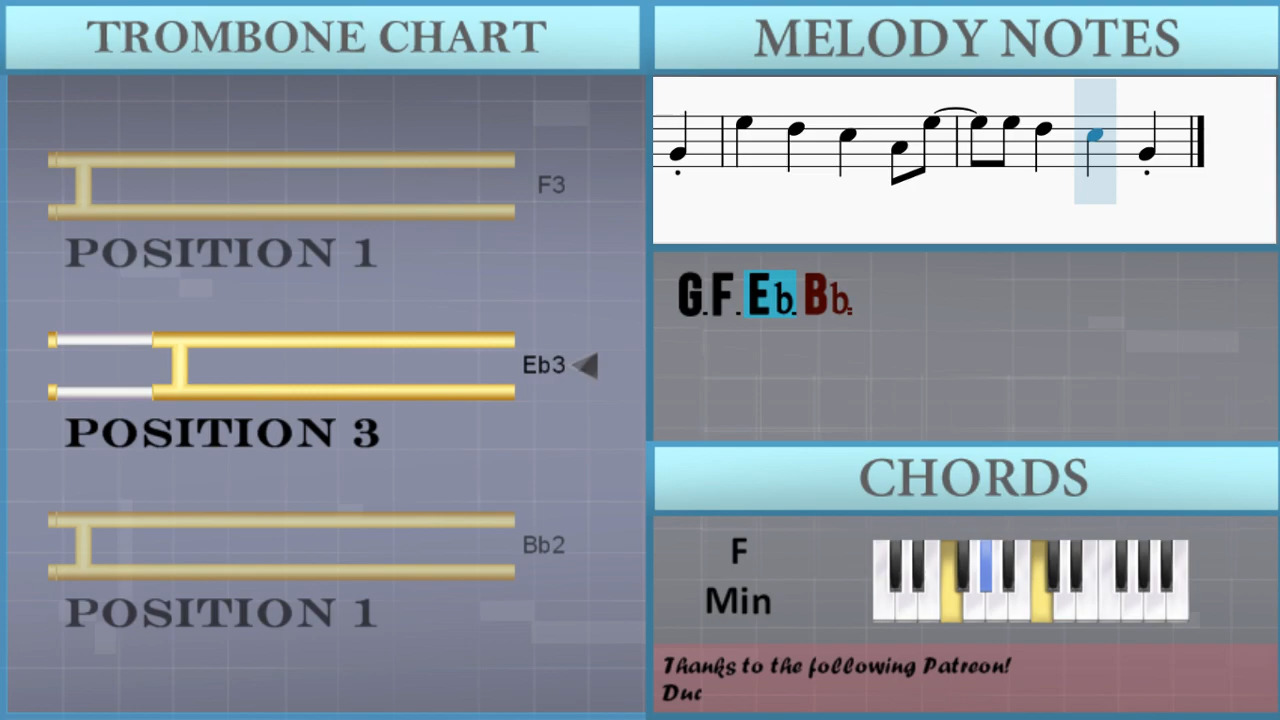 TROMBONE CHART
F3
POSITION 1
Eb3
POSITION 3
Bb2
POSITION 1
MELODY NOTES
G. F. Eb. Bb.
CHORDS
F
Min
Thanks to the following Patreon!
Duc